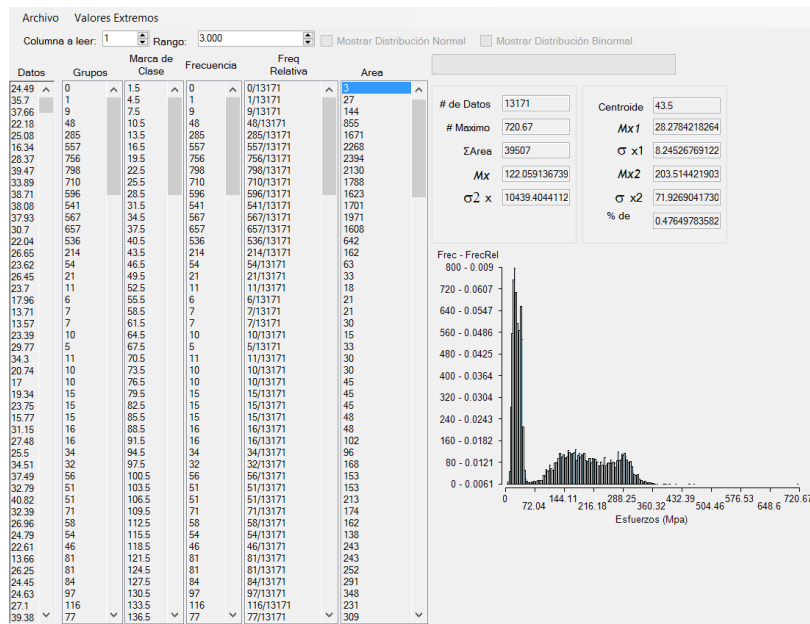 Archivo Valores Extremos
Columna a leer: 1 Rango: 3.000 Mostrar Distribución Normal Mostrar Distribución Binormal
Datos Grupos Marca de Clase Frecuencia Freq Relativa Area
24.49 0 1.5 0 0/13171 3
35.7 1 4.5 1 1/13171 27
37.66 9 7.5 9 9/13171 144
22.18 48 10.5 48 48/13171 855
25.08 285 13.5 285 285/13171 1671
16.34 557 16.5 557 557/13171 2268
28.37 756 19.5 756 756/13171 2394
39.47 798 22.5 798 798/13171 2130
33.89 710 25.5 710 710/13171 1788
38.71 596 28.5 596 596/13171 1623
38.08 541 31.5 541 541/13171 1701
37.93 567 34.5 567 567/13171 1971
30.7 657 37.5 657 657/13171 1608
22.04 536 40.5 536 536/13171 642
26.65 214 43.5 214 214/13171 162
23.62 54 46.5 54 54/13171 63
26.45 21 49.5 21 21/13171 33
23.7 11 52.5 11 11/13171 18
17.96 6 55.5 6 6/13171 21
13.71 7 58.5 7 7/13171 21
13.57 7 61.5 7 7/13171 30
23.39 10 64.5 10 10/13171 15
29.77 5 67.5 5 5/13171 33
34.3 11 70.5 11 11/13171 30
20.74 10 73.5 10 10/13171 30
17 10 76.5 10 10/13171 45
19.34 15 79.5 15 15/13171 45
23.75 15 82.5 15 15/13171 45
15.77 15 85.5 15 15/13171 48
31.15 16 88.5 16 16/13171 48
27.48 16 91.5 16 16/13171 102
25.5 34 94.5 34 34/13171 96
34.51 32 97.5 32 32/13171 168
37.49 56 100.5 56 56/13171 153
32.79 51 103.5 51 51/13171 153
40.82 51 106.5 51 51/13171 213
32.39 71 109.5 71 71/13171 174
26.96 58 112.5 58 58/13171 162
24.79 54 115.5 54 54/13171 138
22.61 46 118.5 46 46/13171 243
13.66 81 121.5 81 81/13171 243
26.25 81 124.5 81 81/13171 252
24.45 84 127.5 84 84/13171 291
24.63 97 130.5 97 97/13171 348
27.1 116 133.5 116 116/13171 231
39.38 77 136.5 77 77/13171 309
# de Datos 13171
# Maximo 720.67
ΣArea 39507
Mx 122.059136739
σ2 x 10439.4044112
Centroide 43.5
Mx1 28.2784218264
σ x1 8.24526769122
Mx2 203.514421903
σ x2 71.9269041730
% de 0.47649783582
Frec - FrecRel
800 - 0.009
720 - 0.0607
640 - 0.0547
560 - 0.0486
480 - 0.0425
400 - 0.0364
320 - 0.0304
240 - 0.0243
160 - 0.0182
80 - 0.0121
0 - 0.0061
0 72.04 144.11 216.18 288.25 360.32 432.39 504.46 576.53 648.6 720.67
Esfuerzos (Mpa)